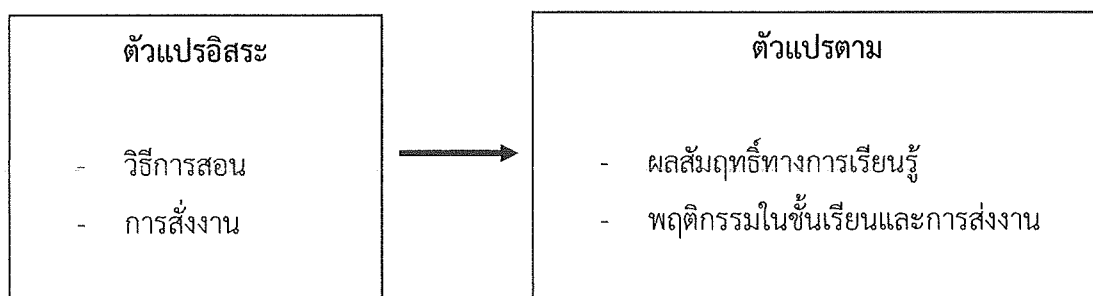 ตัวแปรอิสระ
- วิธีการสอน
- การสั่งงาน
ตัวแปรตาม
- ผลสัมฤทธิ์ทางการเรียนรู้
- พฤติกรรมในชั้นเรียนและการส่งงาน